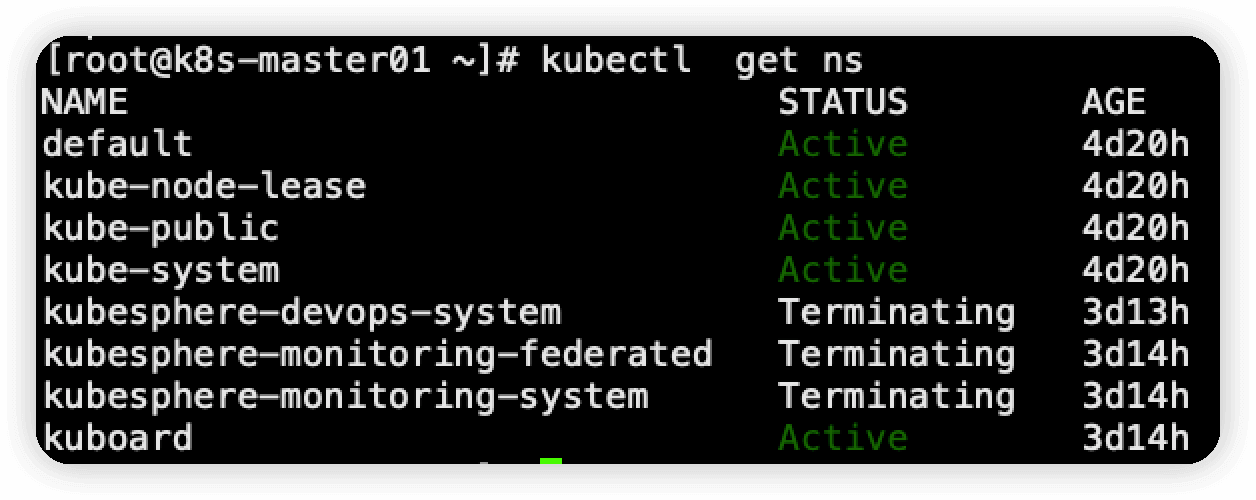 [root@k8s-master01 ~]# kubectl  get ns
NAME                              STATUS        AGE
default                           Active        4d20h
kube-node-lease                   Active        4d20h
kube-public                       Active        4d20h
kube-system                       Active        4d20h
kubesphere-devops-system          Terminating   3d13h
kubesphere-monitoring-federated   Terminating   3d14h
kubesphere-monitoring-system      Terminating   3d14h
kuboard                           Active        3d14h